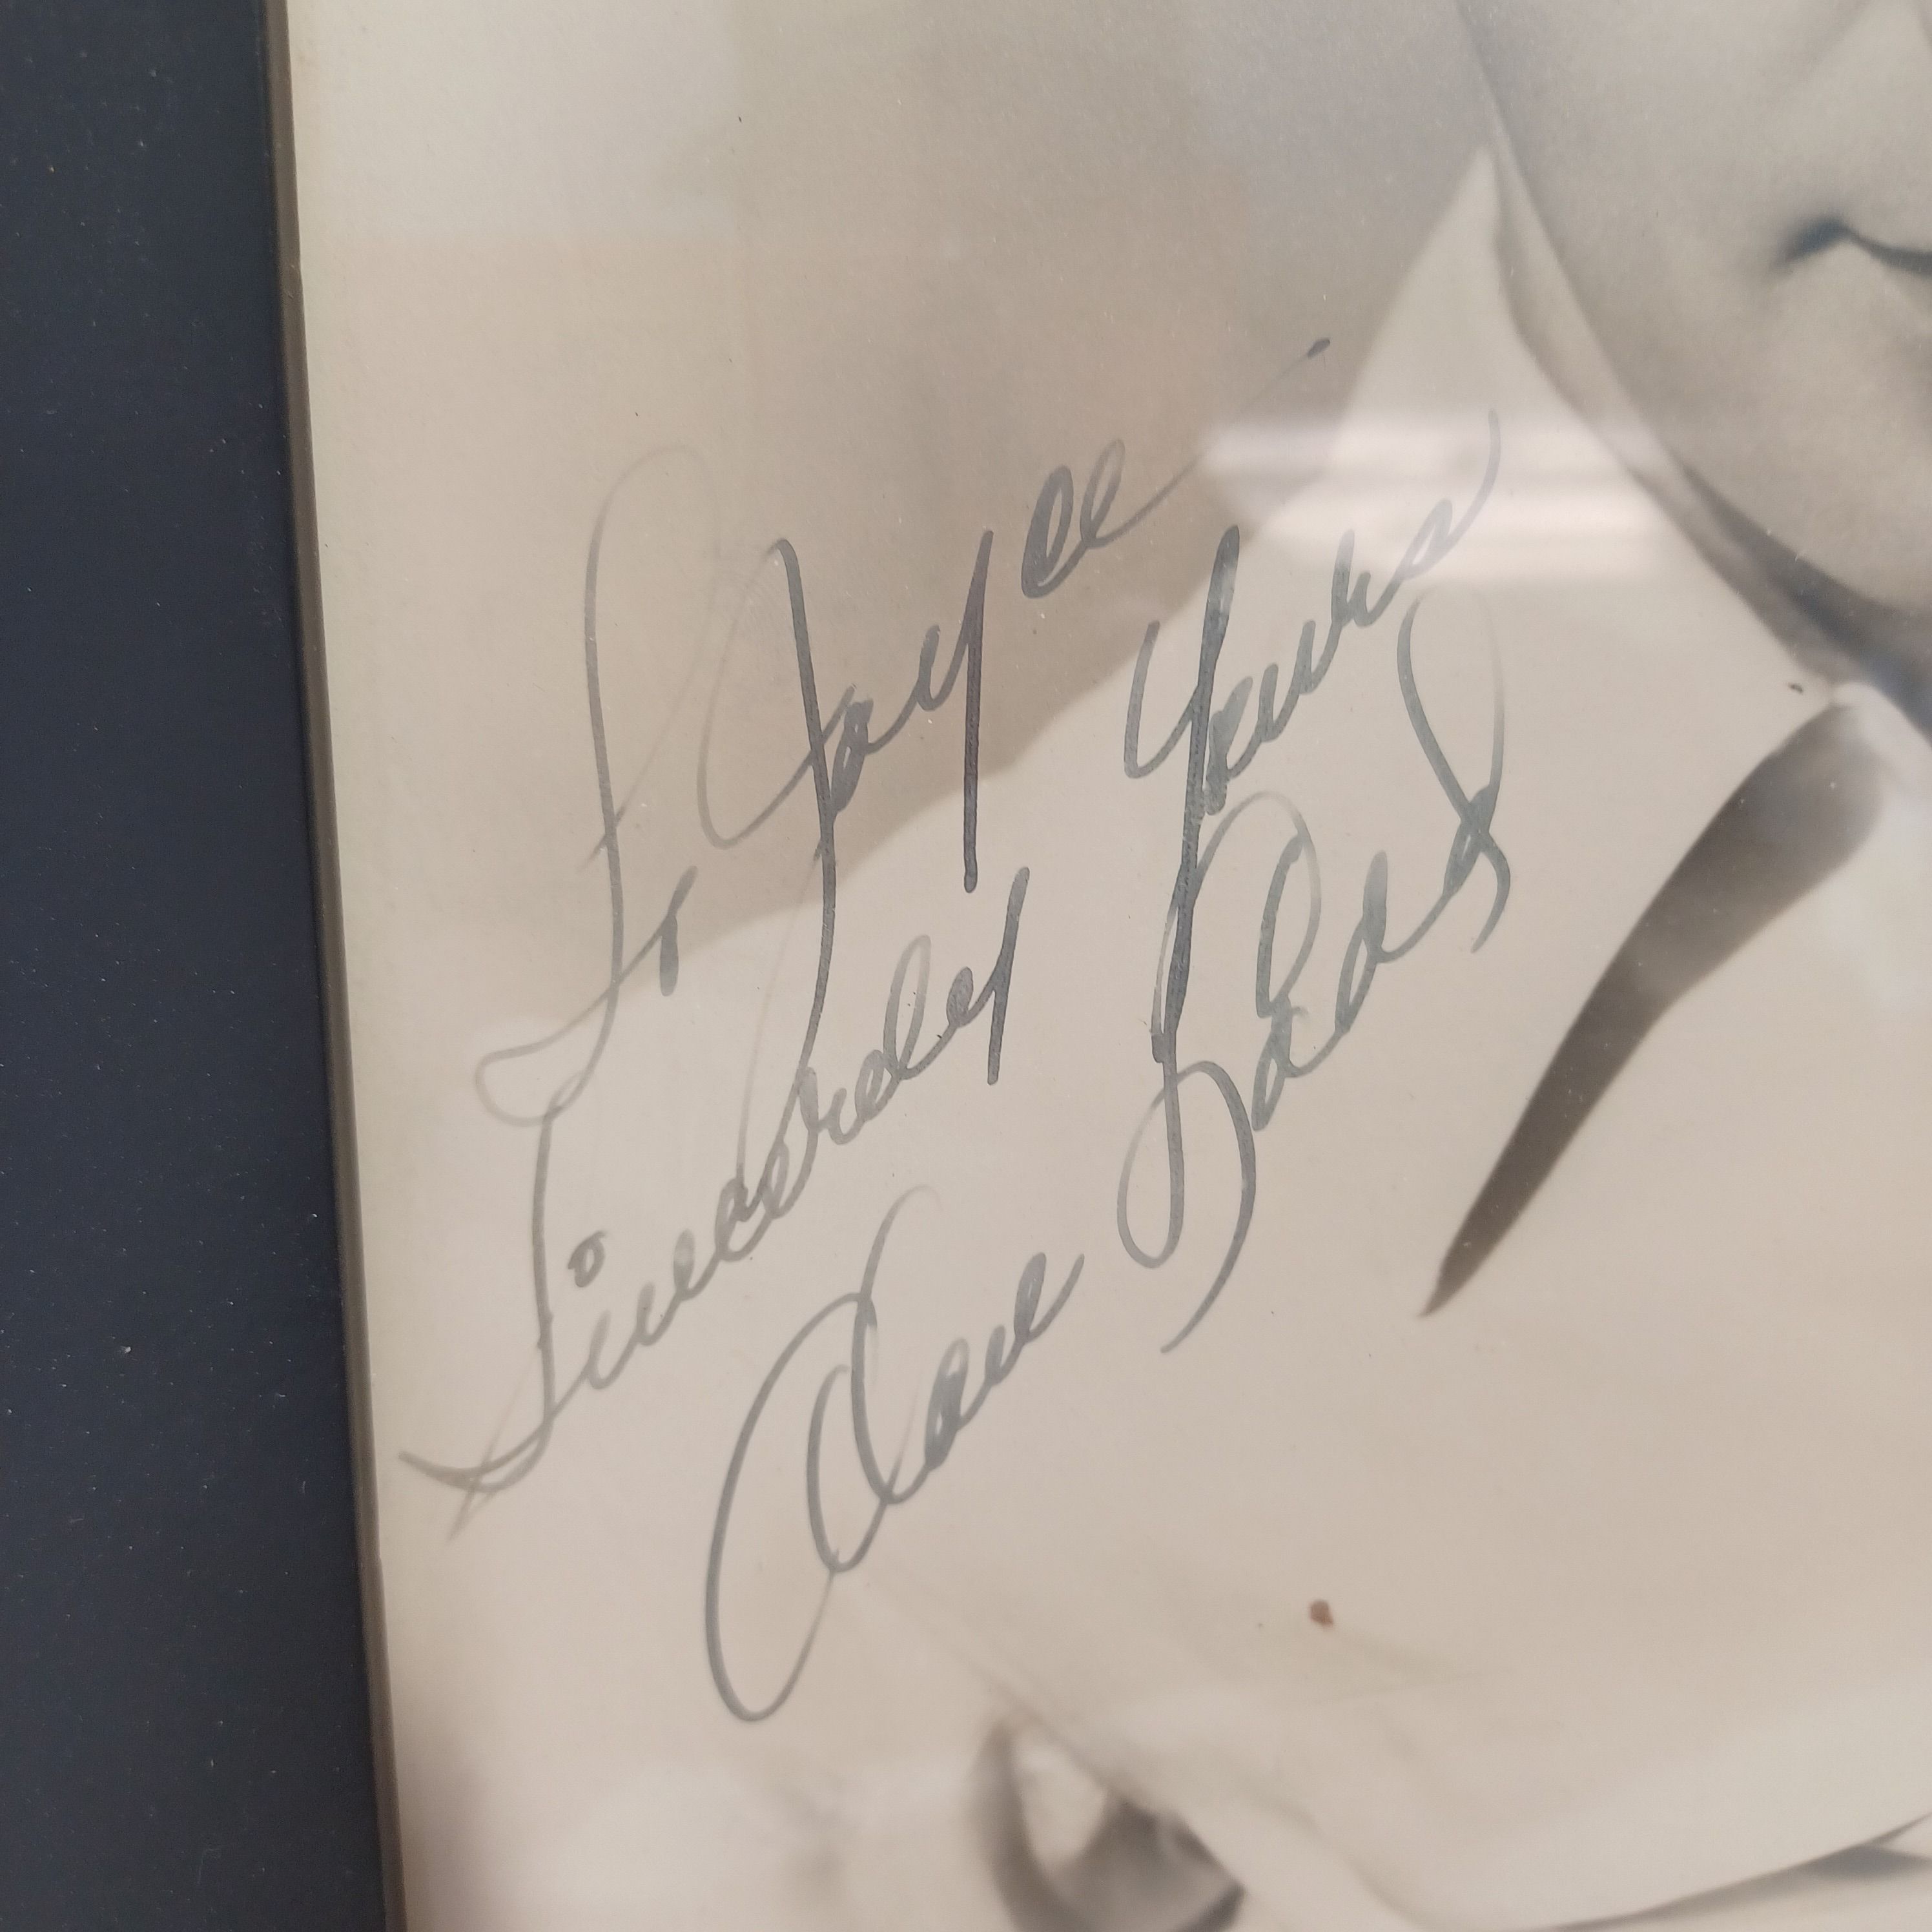 To Joyce
Sincerely Yours
Alan Ladd